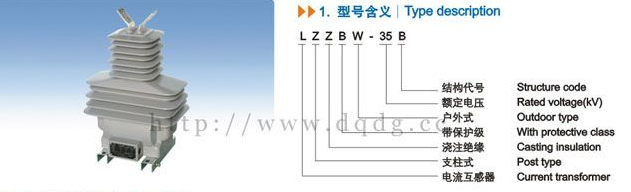 ▶▶1. 型号含义 | Type description
L Z Z B W - 35 B
结构代号 Structure code
额定电压 Rated voltage(kV)
户外式 Outdoor type
带保护级 With protective class
浇注绝缘 Casting insulation
支柱式 Post type
电流互感器 Current transformer
http://www.dqdg.co